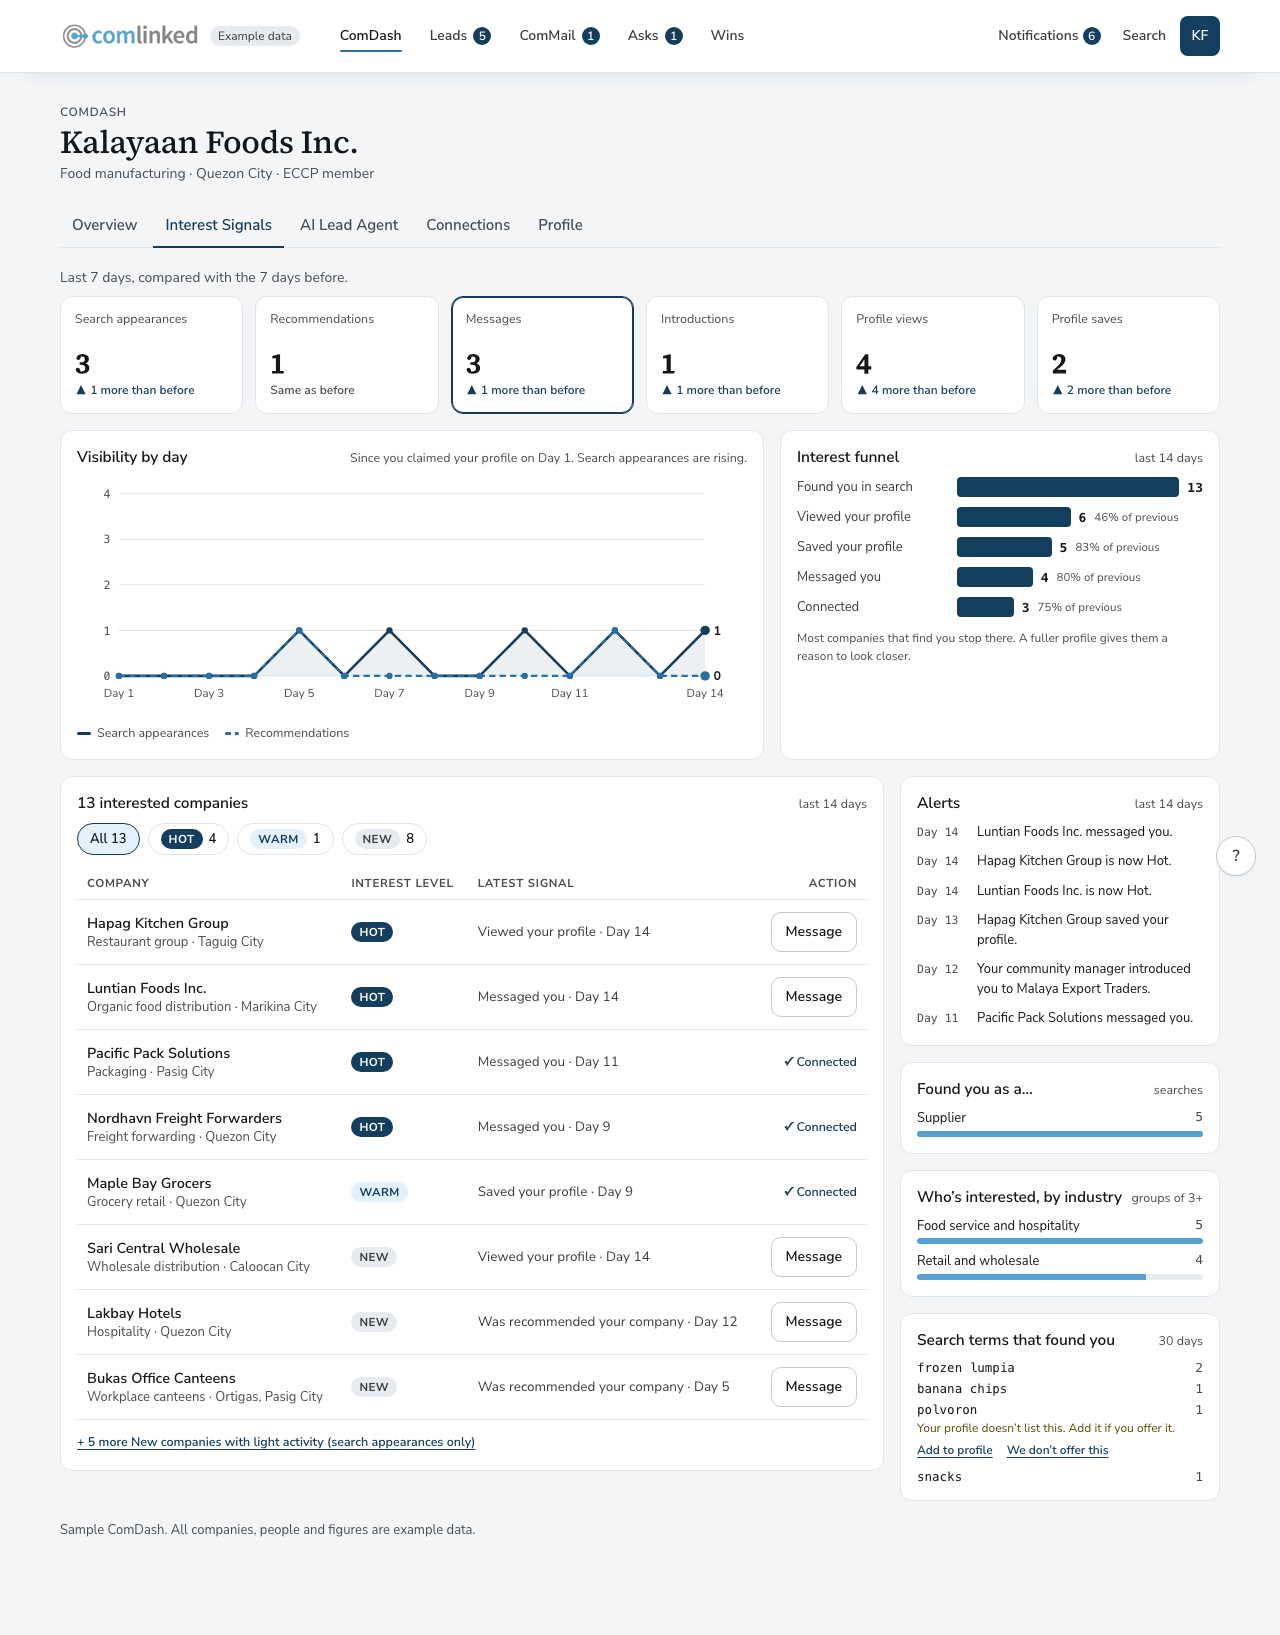 comlinked Example data ComDash Leads 5 ComMail 1 Asks 1 Wins Notifications 6 Search KF
COMDASH
Kalayaan Foods Inc.
Food manufacturing · Quezon City · ECCP member
Overview Interest Signals AI Lead Agent Connections Profile
Last 7 days, compared with the 7 days before.
Search appearances
3
▲ 1 more than before
Recommendations
1
Same as before
Messages
3
▲ 1 more than before
Introductions
1
▲ 1 more than before
Profile views
4
▲ 4 more than before
Profile saves
2
▲ 2 more than before
Visibility by day
Since you claimed your profile on Day 1. Search appearances are rising.
4
3
2
1
0
1
0
Day 1 Day 3 Day 5 Day 7 Day 9 Day 11 Day 14
Search appearances Recommendations
Interest funnel last 14 days
Found you in search 13
Viewed your profile 6 46% of previous
Saved your profile 5 83% of previous
Messaged you 4 80% of previous
Connected 3 75% of previous
Most companies that find you stop there. A fuller profile gives them a
reason to look closer.
13 interested companies last 14 days
All 13 HOT 4 WARM 1 NEW 8
COMPANY INTEREST LEVEL LATEST SIGNAL ACTION
Hapag Kitchen Group
Restaurant group · Taguig City
HOT
Viewed your profile · Day 14
Message
Luntian Foods Inc.
Organic food distribution · Marikina City
HOT
Messaged you · Day 14
Message
Pacific Pack Solutions
Packaging · Pasig City
HOT
Messaged you · Day 11
✓ Connected
Nordhavn Freight Forwarders
Freight forwarding · Quezon City
HOT
Messaged you · Day 9
✓ Connected
Maple Bay Grocers
Grocery retail · Quezon City
WARM
Saved your profile · Day 9
✓ Connected
Sari Central Wholesale
Wholesale distribution · Caloocan City
NEW
Viewed your profile · Day 14
Message
Lakbay Hotels
Hospitality · Quezon City
NEW
Was recommended your company · Day 12
Message
Bukas Office Canteens
Workplace canteens · Ortigas, Pasig City
NEW
Was recommended your company · Day 5
Message
+ 5 more New companies with light activity (search appearances only)
Alerts last 14 days
Day 14 Luntian Foods Inc. messaged you.
Day 14 Hapag Kitchen Group is now Hot.
Day 14 Luntian Foods Inc. is now Hot.
Day 13 Hapag Kitchen Group saved your
profile.
Day 12 Your community manager introduced
you to Malaya Export Traders.
Day 11 Pacific Pack Solutions messaged you.
?
Found you as a… searches
Supplier 5
Who's interested, by industry groups of 3+
Food service and hospitality 5
Retail and wholesale 4
Search terms that found you 30 days
frozen lumpia 2
banana chips 1
polvoron 1
Your profile doesn't list this. Add it if you offer it.
Add to profile We don't offer this
snacks 1
Sample ComDash. All companies, people and figures are example data.